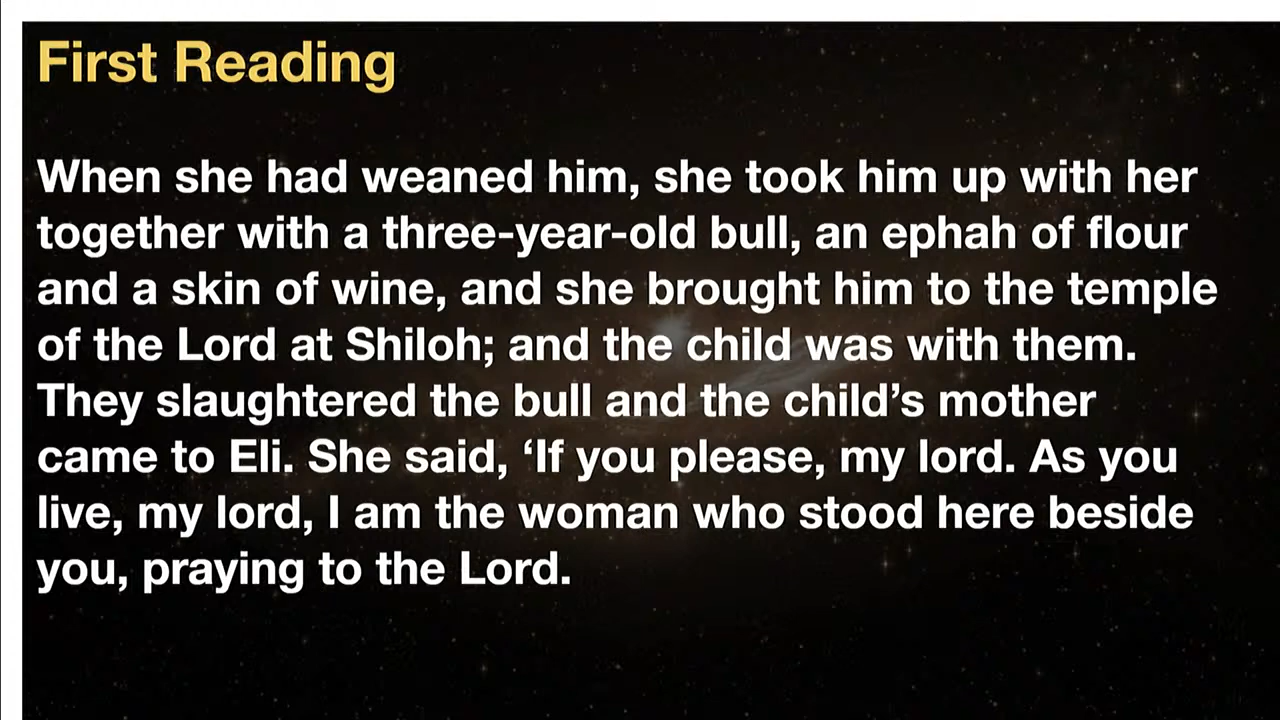 First Reading
When she had weaned him, she took him up with her
together with a three-year-old bull, an ephah of flour
and a skin of wine, and she brought him to the temple
of the Lord at Shiloh; and the child was with them.
They slaughtered the bull and the child’s mother
came to Eli. She said, ‘If you please, my lord. As you
live, my lord, I am the woman who stood here beside
you, praying to the Lord.